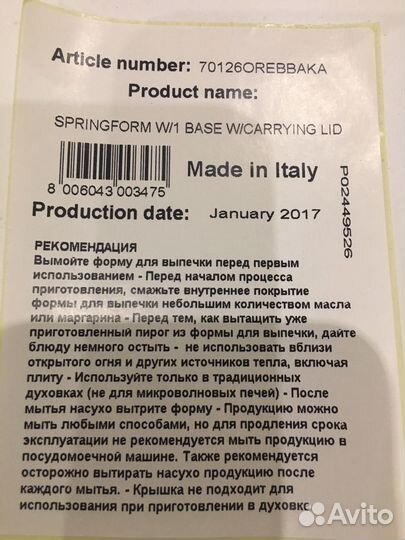 Article number: 70126OREBBAKA
Product name:
SPRINGFORM W/1 BASE W/CARRYING LID
8 006043 003475
Made in Italy
P02449526
Production date: January 2017
РЕКОМЕНДАЦИЯ
Вымойте форму для выпечки перед первым
использованием - Перед началом процесса
приготовления, смажьте внутреннее покрытие
формы для выпечки небольшим количеством масла
или маргарина - Перед тем, как вытащить уже
приготовленный пирог из формы для выпечки, дайте
блюду немного остыть - не использовать вблизи
открытого огня и других источников тепла, включая
плиту - Используйте только в традиционных
духовках (не для микроволновых печей) - После
мытья насухо вытрите форму - Продукцию можно
мыть любыми способами, но для продления срока
эксплуатации не рекомендуется мыть продукцию в
посудомоечной машине. Также рекомендуется
осторожно вытирать насухо продукцию после
каждого мытья. - Крышка не подходит для
использования при приготовлении в духовке.
Avito